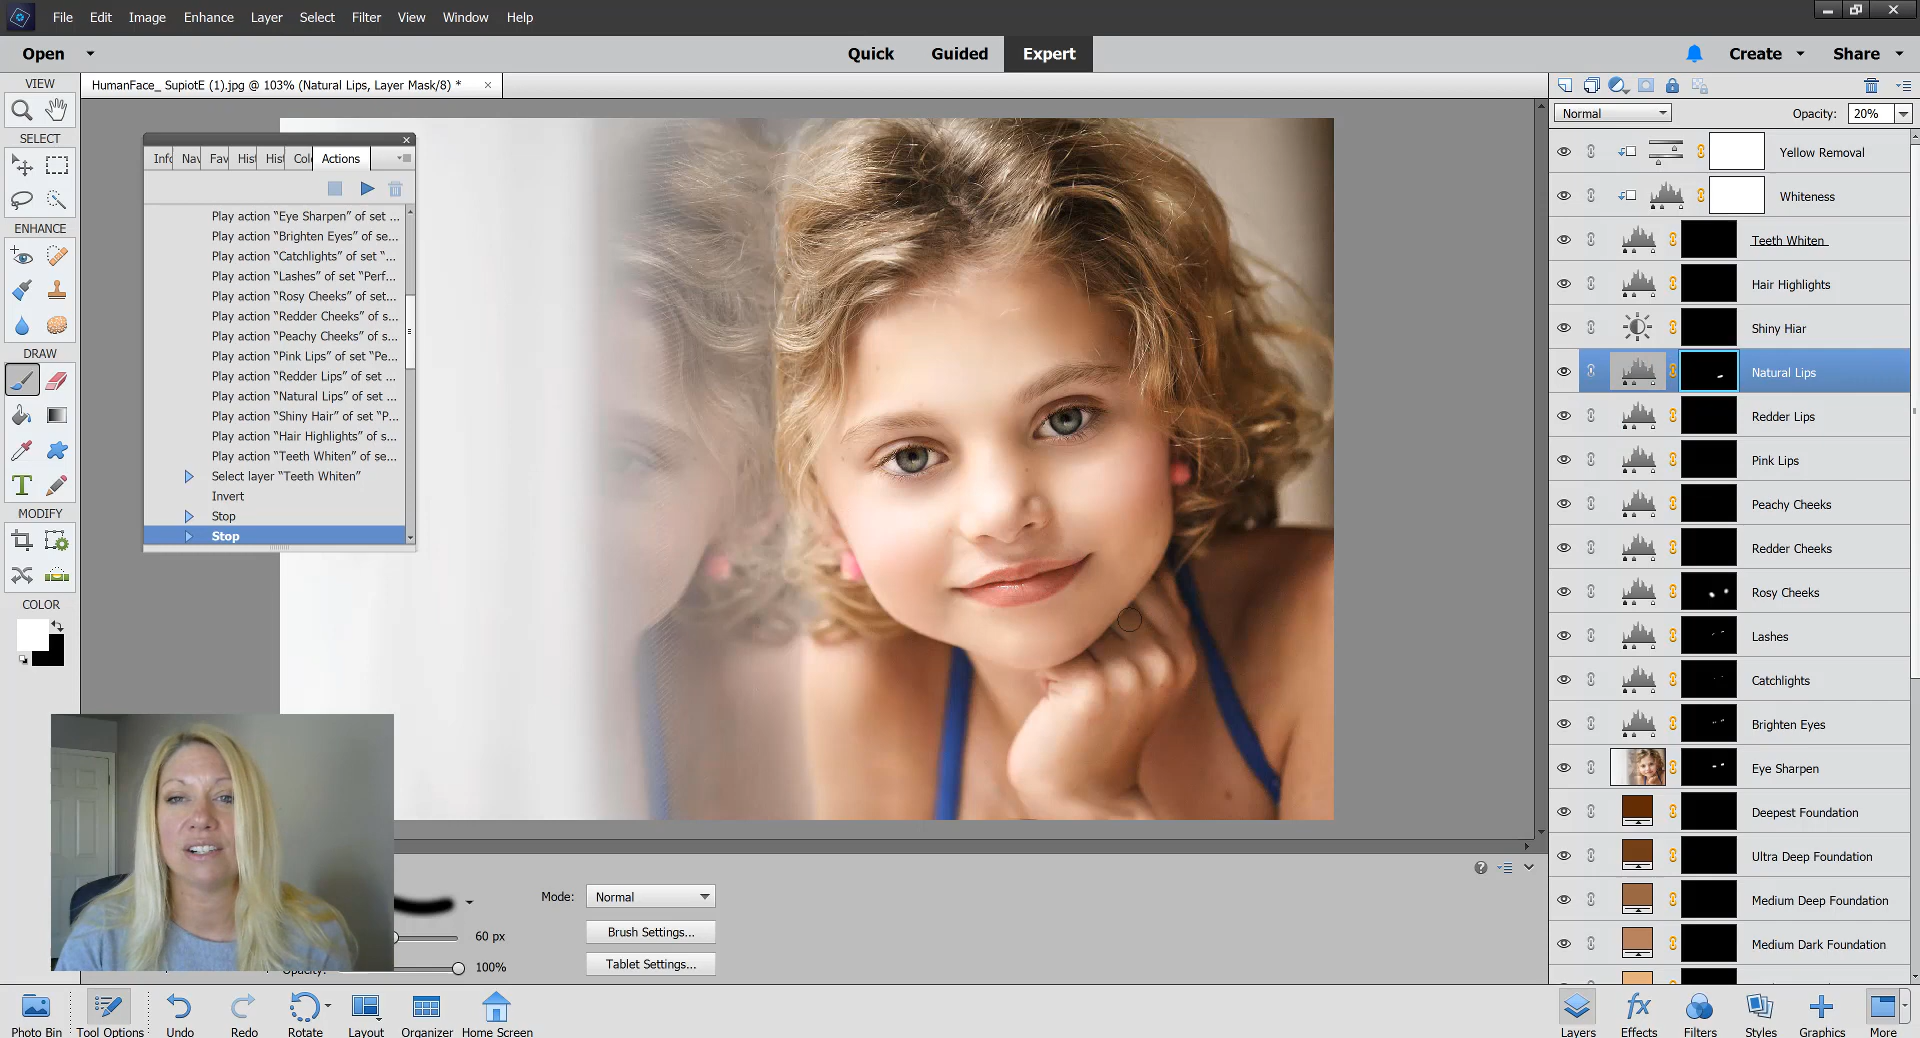 File Edit Image Enhance Layer Select Filter View Window Help
Open Quick Guided Expert Create Share
VIEW
HumanFace_ SupiotE (1).jpg @ 103% (Natural Lips, Layer Mask/8) *
SELECT
ENHANCE
DRAW
MODIFY
COLOR
Info Nav Fav Hist Hist Colo Actions
Play action “Eye Sharpen” of set ...
Play action “Brighten Eyes” of se...
Play action “Catchlights” of set “...
Play action “Lashes” of set “Perf...
Play action “Rosy Cheeks” of set...
Play action “Redder Cheeks” of s...
Play action “Peachy Cheeks” of s...
Play action “Pink Lips” of set “Pe...
Play action “Redder Lips” of set ...
Play action “Natural Lips” of set ...
Play action “Shiny Hair” of set “P...
Play action “Hair Highlights” of s...
Play action “Teeth Whiten” of se...
Select layer “Teeth Whiten”
Invert
Stop
Stop
Normal Opacity: 20%
Yellow Removal
Whiteness
Teeth Whiten
Hair Highlights
Shiny Hiar
Natural Lips
Redder Lips
Pink Lips
Peachy Cheeks
Redder Cheeks
Rosy Cheeks
Lashes
Catchlights
Brighten Eyes
Eye Sharpen
Deepest Foundation
Ultra Deep Foundation
Medium Deep Foundation
Medium Dark Foundation
Mode: Normal
60 px
Brush Settings...
Opacity: 100%
Tablet Settings...
Photo Bin Tool Options Undo Redo Rotate Layout Organizer Home Screen
fx
Layers Effects Filters Styles Graphics More